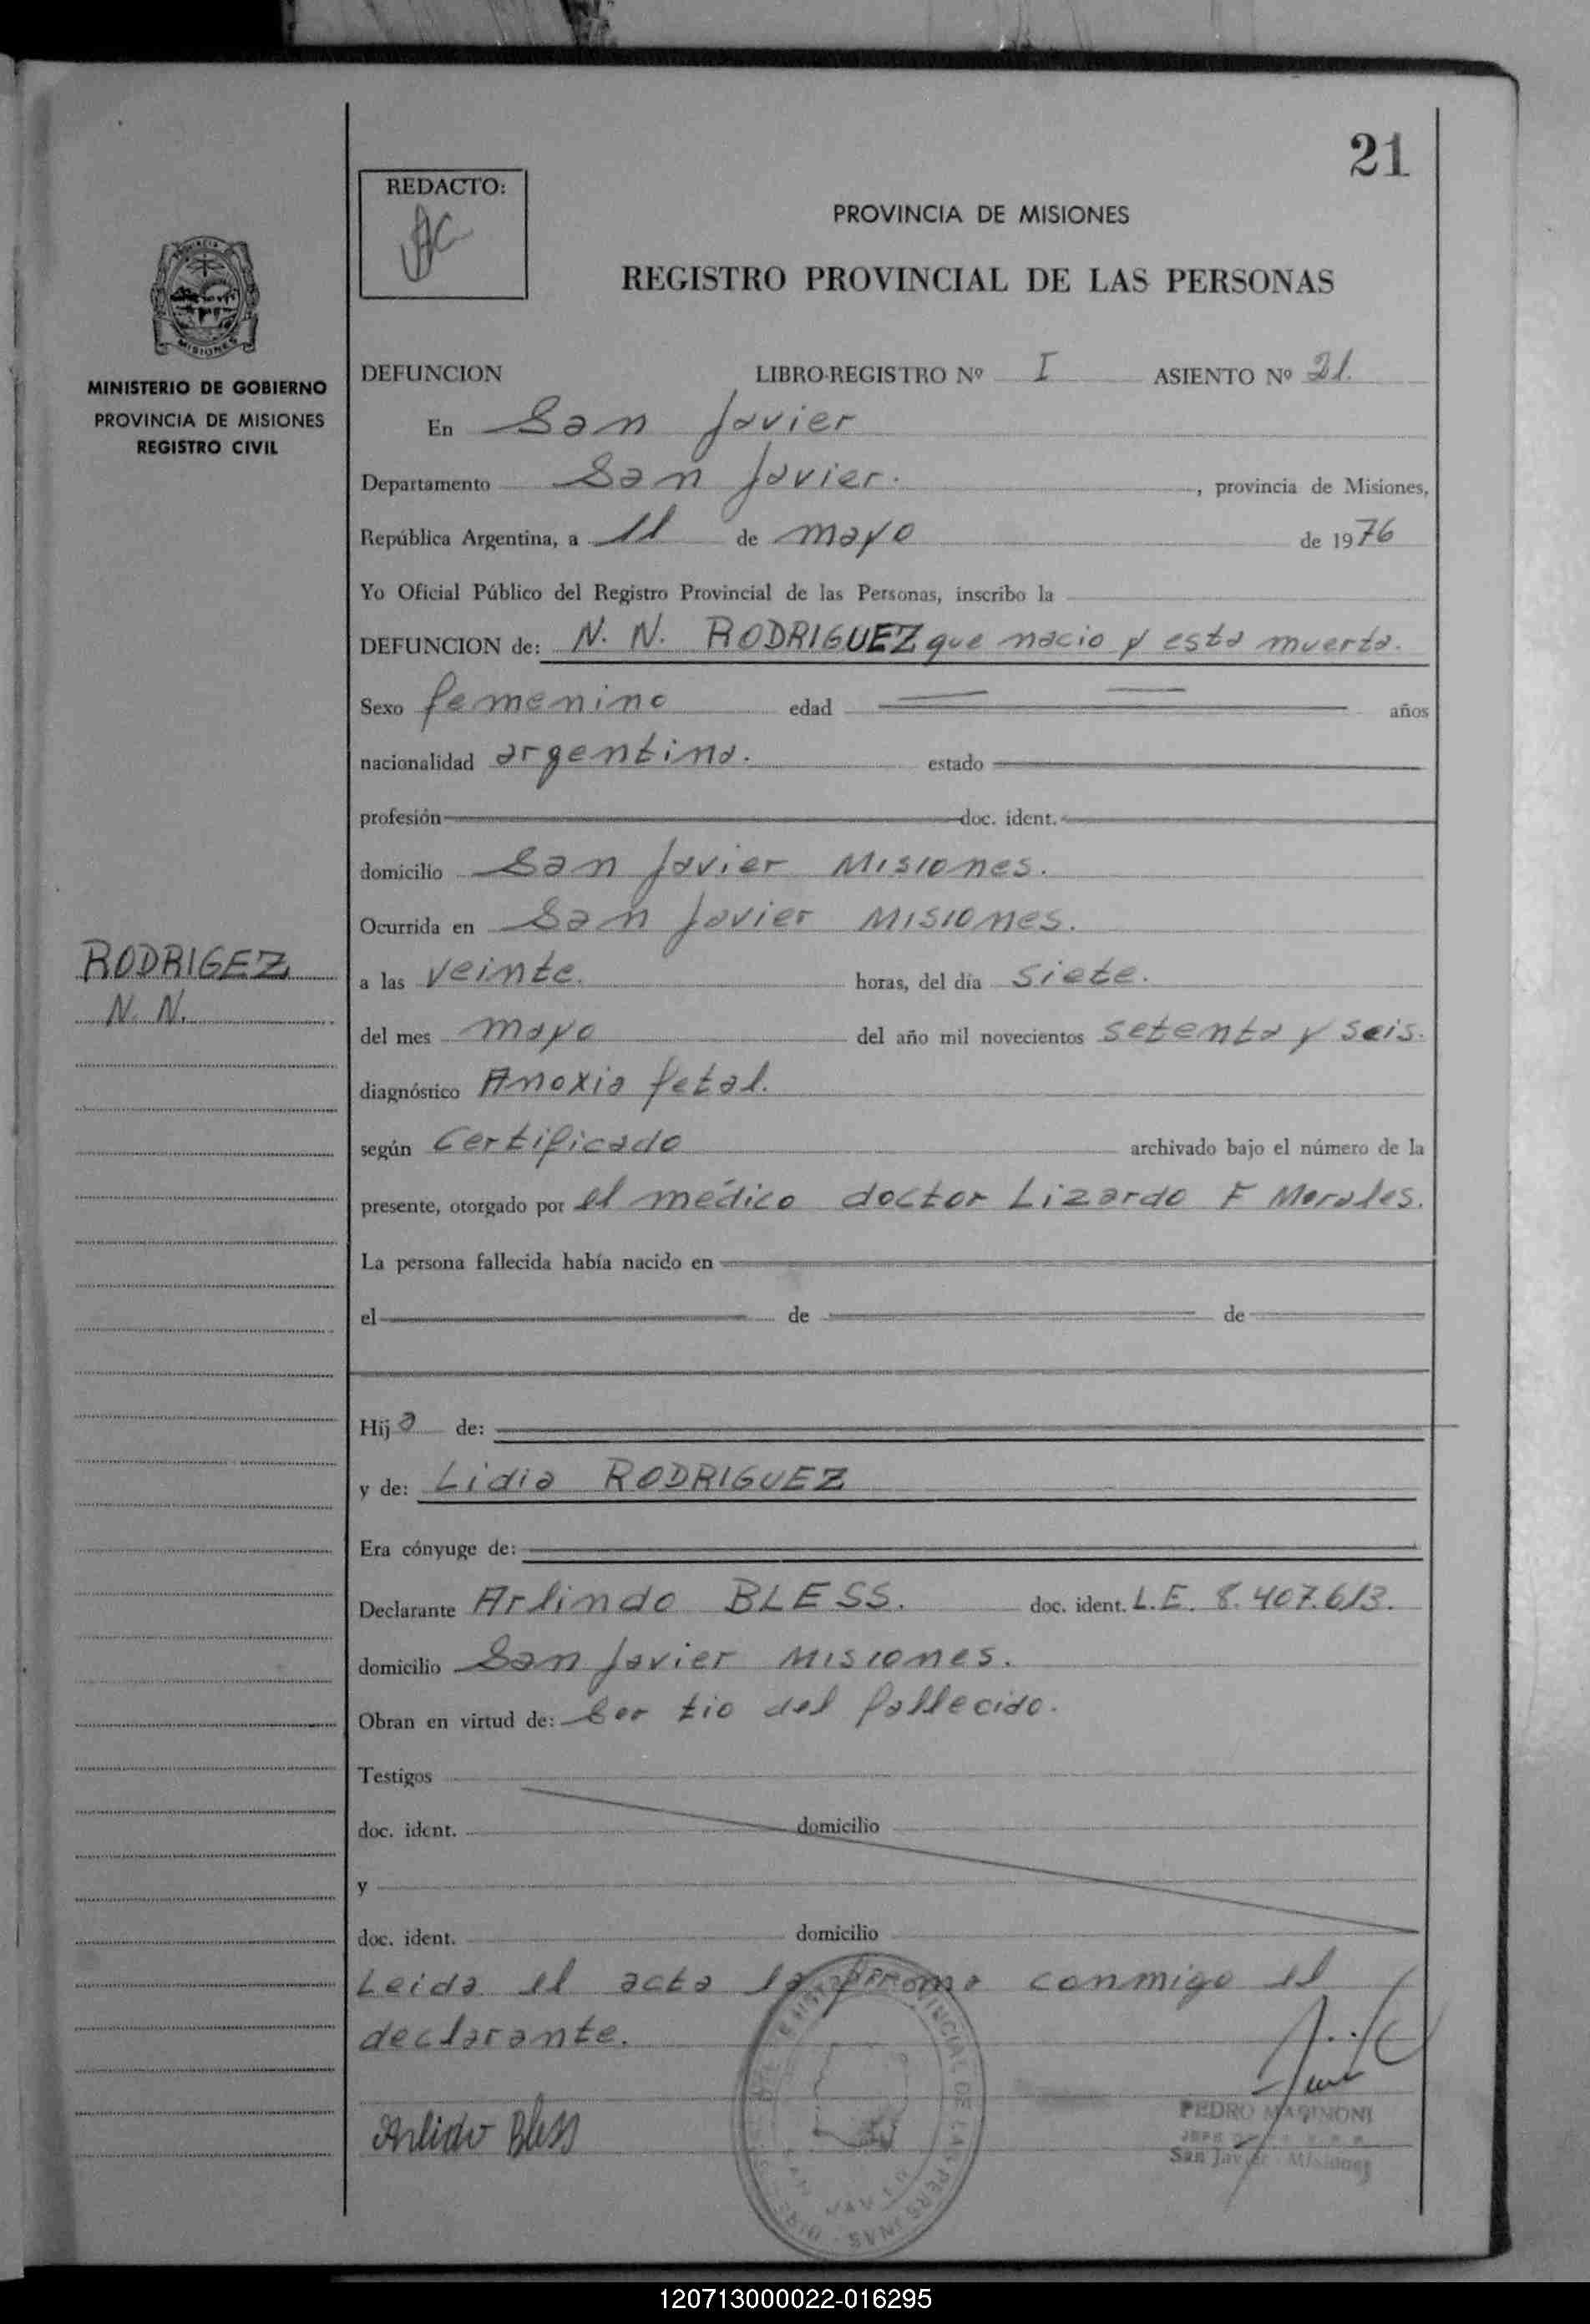 21
REDACTO:
PROVINCIA DE MISIONES
REGISTRO PROVINCIAL DE LAS PERSONAS
MISIONES
MINISTERIO DE GOBIERNO
PROVINCIA DE MISIONES
REGISTRO CIVIL
DEFUNCION LIBRO-REGISTRO Nº I ASIENTO Nº 21.
En San Javier
Departamento San Javier. , provincia de Misiones,
República Argentina, a 11 de mayo de 1976
Yo Oficial Público del Registro Provincial de las Personas, inscribo la
DEFUNCION de: N. N. RODRIGUEZ que nacio y esta muerta.
Sexo femenino edad años
nacionalidad argentina. estado
profesión doc. ident.
domicilio San Javier Misiones.
Ocurrida en San Javier Misiones.
RODRIGEZ
N. N.
a las veinte. horas, del día siete.
del mes mayo del año mil novecientos setenta y seis.
diagnóstico Anoxia fetal.
según Certificado archivado bajo el número de la
presente, otorgado por el médico doctor Lizardo F Morales.
La persona fallecida había nacido en
el de de
Hija de:
y de: Lidia RODRIGUEZ
Era cónyuge de:
Declarante Arlindo BLESS. doc. ident. L.E. 8.407.613.
domicilio San Javier Misiones.
Obran en virtud de: Ser tio del fallecido.
Testigos
doc. ident. domicilio
y
doc. ident. domicilio
Leida el acta la firma conmigo el
declarante.
Arlido Bless
PEDRO MARINONI
San Javier Misiones
120713000022-016295